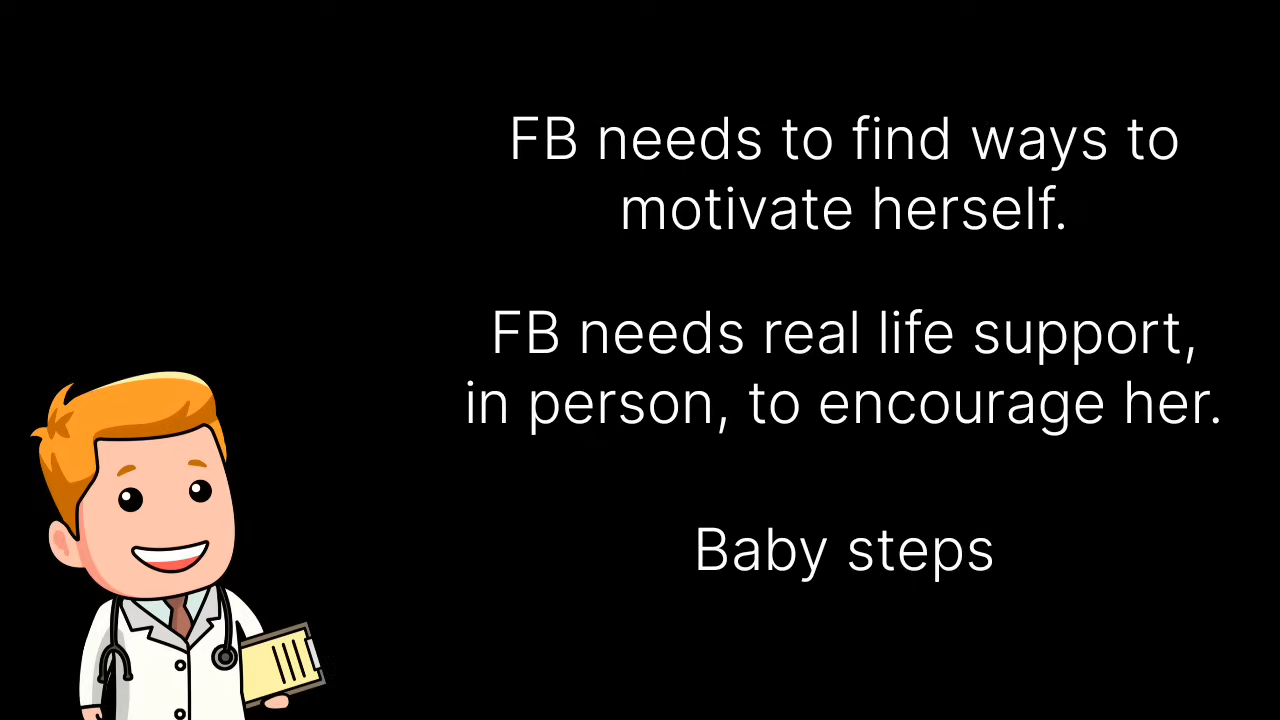 FB needs to find ways to
motivate herself.
FB needs real life support,
in person, to encourage her.
Baby steps